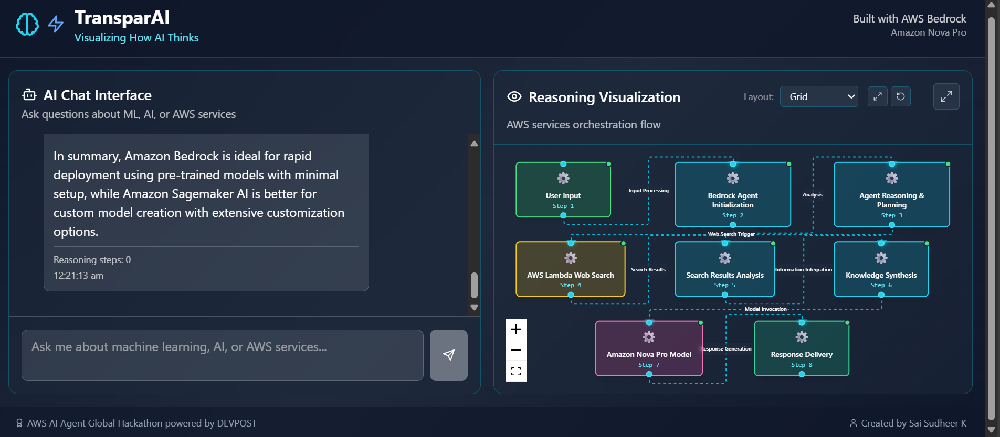 TransparAI
Visualizing How AI Thinks
Built with AWS Bedrock
Amazon Nova Pro
AI Chat Interface
Ask questions about ML, AI, or AWS services
In summary, Amazon Bedrock is ideal for rapid
deployment using pre-trained models with minimal
setup, while Amazon Sagemaker AI is better for
custom model creation with extensive customization
options.
Reasoning steps: 0
12:21:13 am
Ask me about machine learning, AI, or AWS services...
Reasoning Visualization
Layout:
Grid
AWS services orchestration flow
User Input
Step 1
Input Processing
Bedrock Agent
Initialization
Step 2
Analysis
Agent Reasoning &
Planning
Step 3
Web Search Trigger
AWS Lambda Web Search
Step 4
Search Results
Search Results Analysis
Step 5
Information Integration
Knowledge Synthesis
Step 6
Model Invocation
Amazon Nova Pro Model
Step 7
Response Generation
Response Delivery
Step 8
AWS AI Agent Global Hackathon powered by DEVPOST
Created by Sai Sudheer K